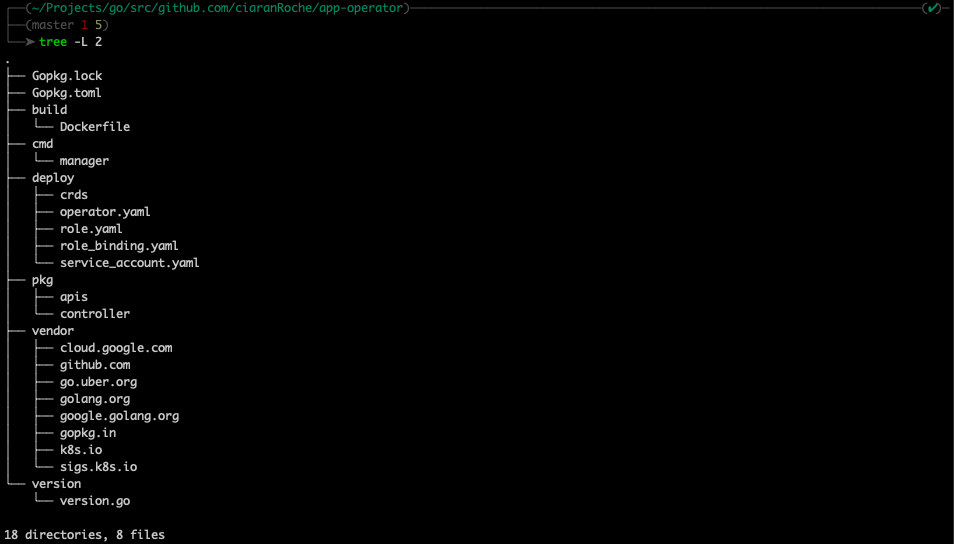 (~/Projects/go/src/github.com/ciaranRoche/app-operator) (✔)
(master 1 5)
➤ tree -L 2
.
├── Gopkg.lock
├── Gopkg.toml
├── build
│   └── Dockerfile
├── cmd
│   └── manager
├── deploy
│   ├── crds
│   ├── operator.yaml
│   ├── role.yaml
│   ├── role_binding.yaml
│   └── service_account.yaml
├── pkg
│   ├── apis
│   └── controller
├── vendor
│   ├── cloud.google.com
│   ├── github.com
│   ├── go.uber.org
│   ├── golang.org
│   ├── google.golang.org
│   ├── gopkg.in
│   ├── k8s.io
│   └── sigs.k8s.io
└── version
    └── version.go
18 directories, 8 files